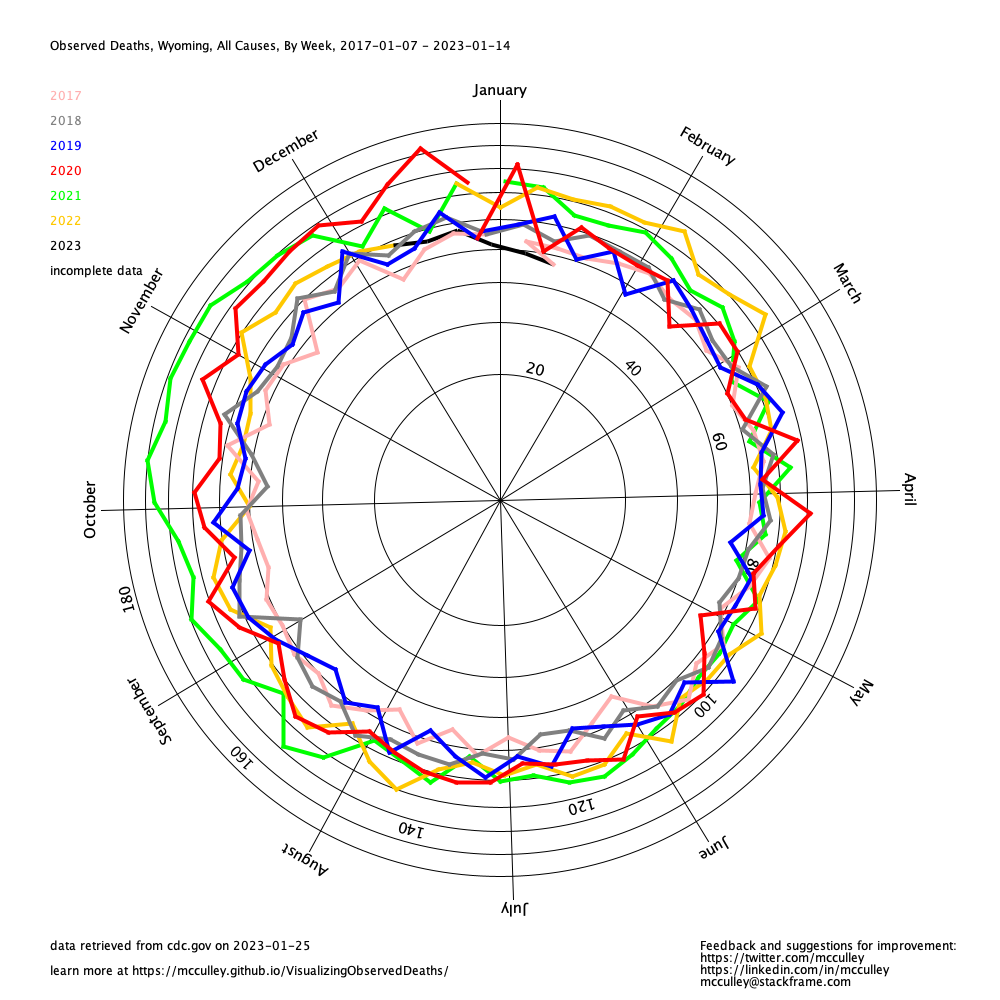 Observed Deaths, Wyoming, All Causes, By Week, 2017-01-07 - 2023-01-14
January
2017
2018
2019
2020
2021
2022
2023
incomplete data
December
February
November
March
20
40
60
October
April
80
180
September
May
100
160
120
140
August
June
July
data retrieved from cdc.gov on 2023-01-25
learn more at https://mcculley.github.io/VisualizingObservedDeaths/
Feedback and suggestions for improvement:
https://twitter.com/mcculley
https://linkedin.com/in/mcculley
mcculley@stackframe.com